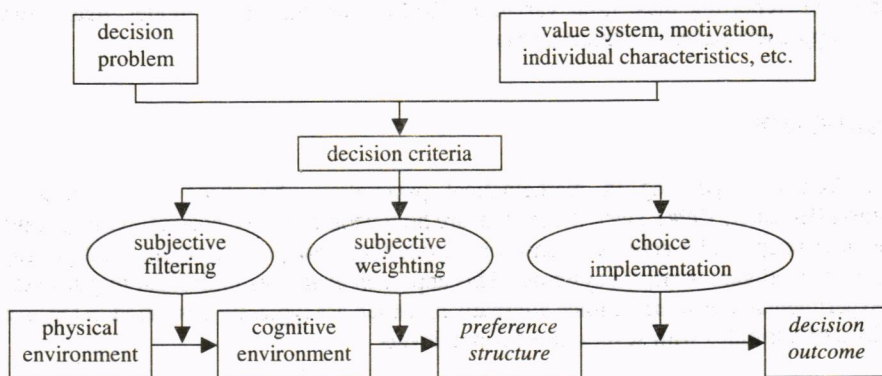 decision
problem
value system, motivation,
individual characteristics, etc.
decision criteria
subjective
filtering
subjective
weighting
choice
implementation
physical
environment
cognitive
environment
preference
structure
decision
outcome